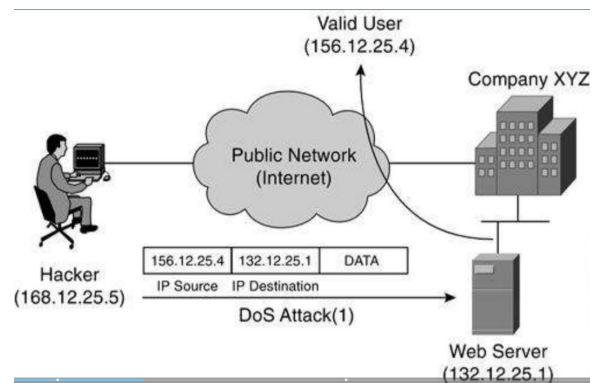 Valid User
(156.12.25.4)
Company XYZ
Public Network
(Internet)
Hacker
(168.12.25.5)
156.12.25.4 132.12.25.1 DATA
IP Source IP Destination
DoS Attack(1)
Web Server
(132.12.25.1)